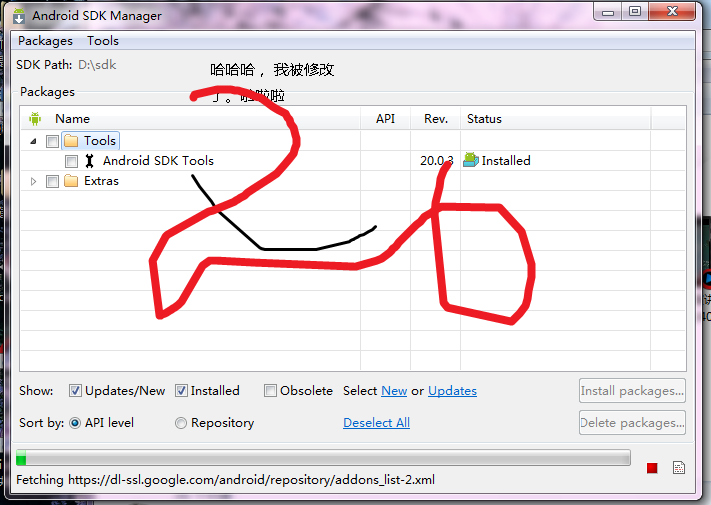 Android SDK Manager
Packages Tools
SDK Path: D:\sdk
哈哈哈，我被修改
了。啦啦啦
Packages
Name API Rev. Status
Tools
Android SDK Tools 20.0.3 Installed
Extras
Show: Updates/New Installed Obsolete Select New or Updates Install packages...
Sort by: API level Repository Deselect All Delete packages...
Fetching https://dl-ssl.google.com/android/repository/addons_list-2.xml